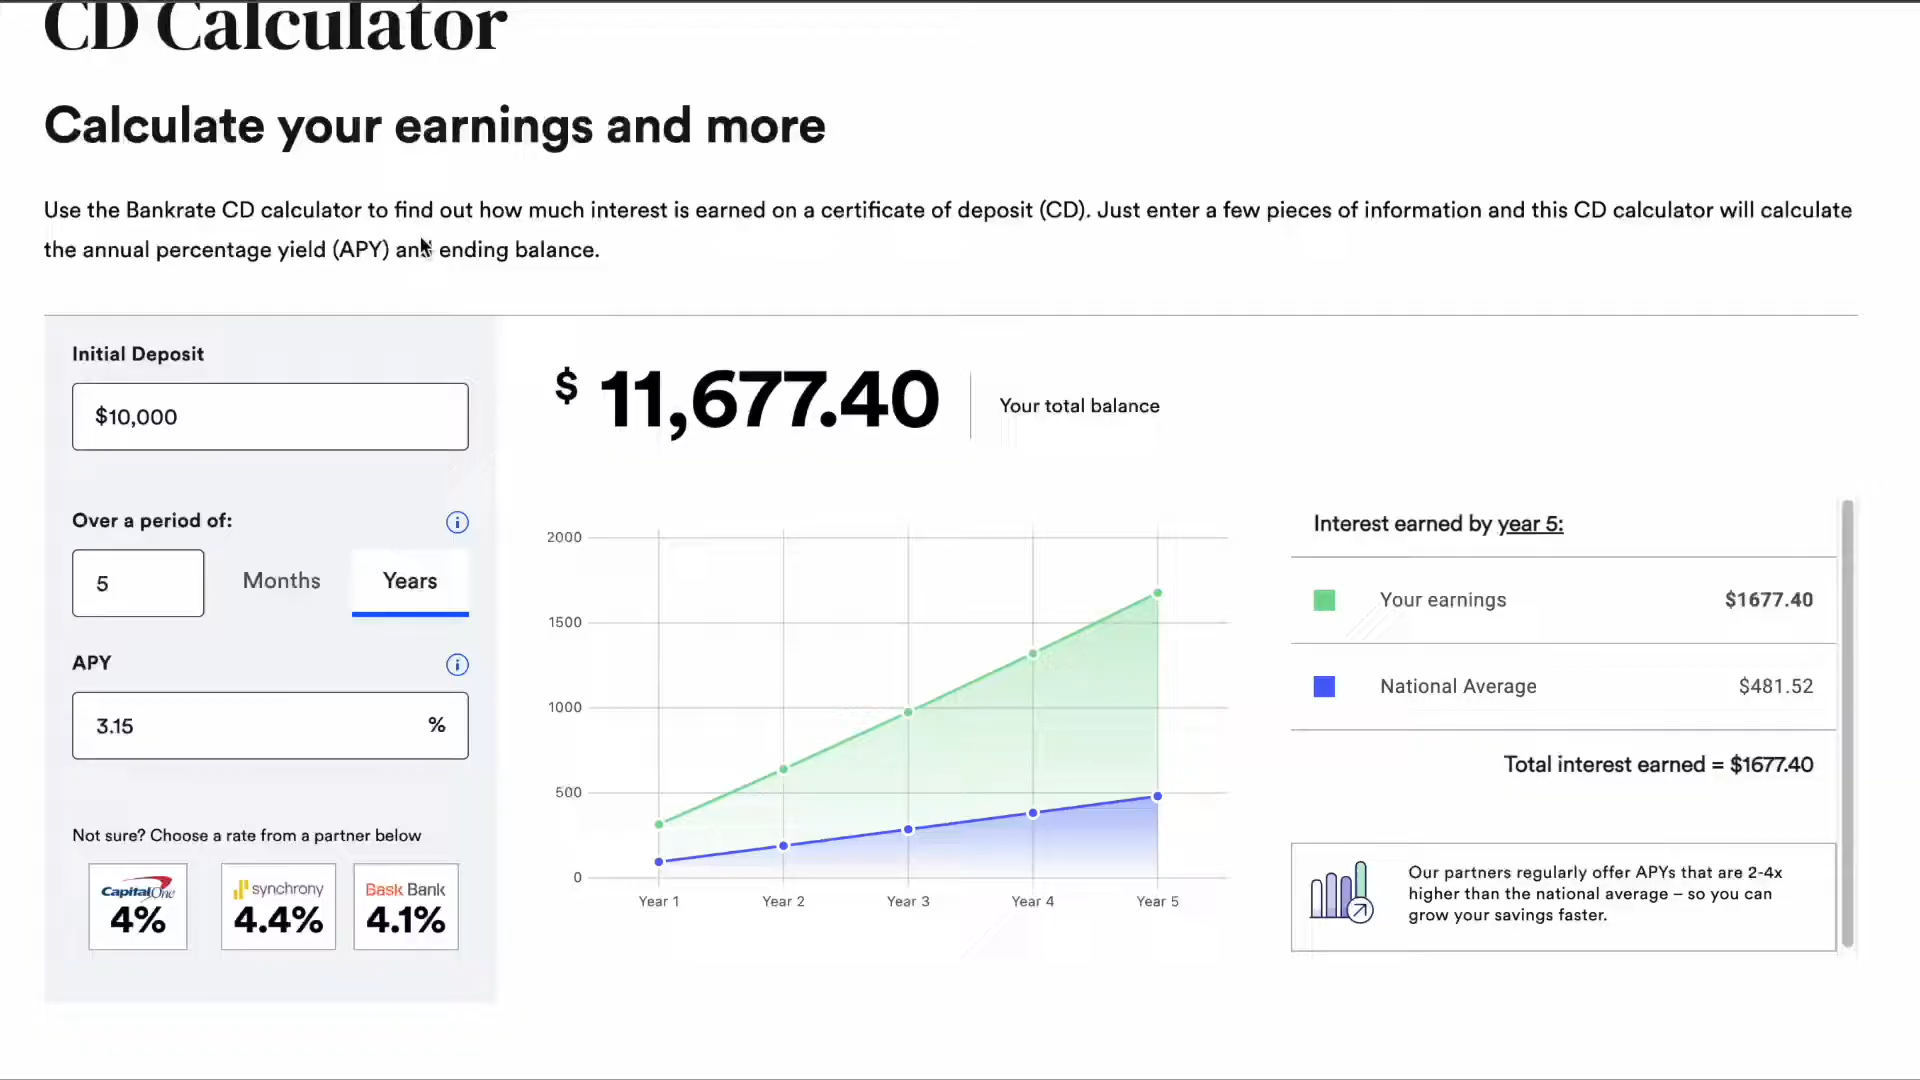 CD Calculator
Calculate your earnings and more
Use the Bankrate CD calculator to find out how much interest is earned on a certificate of deposit (CD). Just enter a few pieces of information and this CD calculator will calculate
the annual percentage yield (APY) and ending balance.
Initial Deposit
$10,000
Over a period of:
5
Months
Years
APY
3.15
%
Not sure? Choose a rate from a partner below
Capital One
4%
synchrony
4.4%
Bask Bank
4.1%
$ 11,677.40
Your total balance
2000
1500
1000
500
0
Year 1
Year 2
Year 3
Year 4
Year 5
Interest earned by year 5:
Your earnings
$1677.40
National Average
$481.52
Total interest earned = $1677.40
Our partners regularly offer APYs that are 2-4x
higher than the national average – so you can
grow your savings faster.